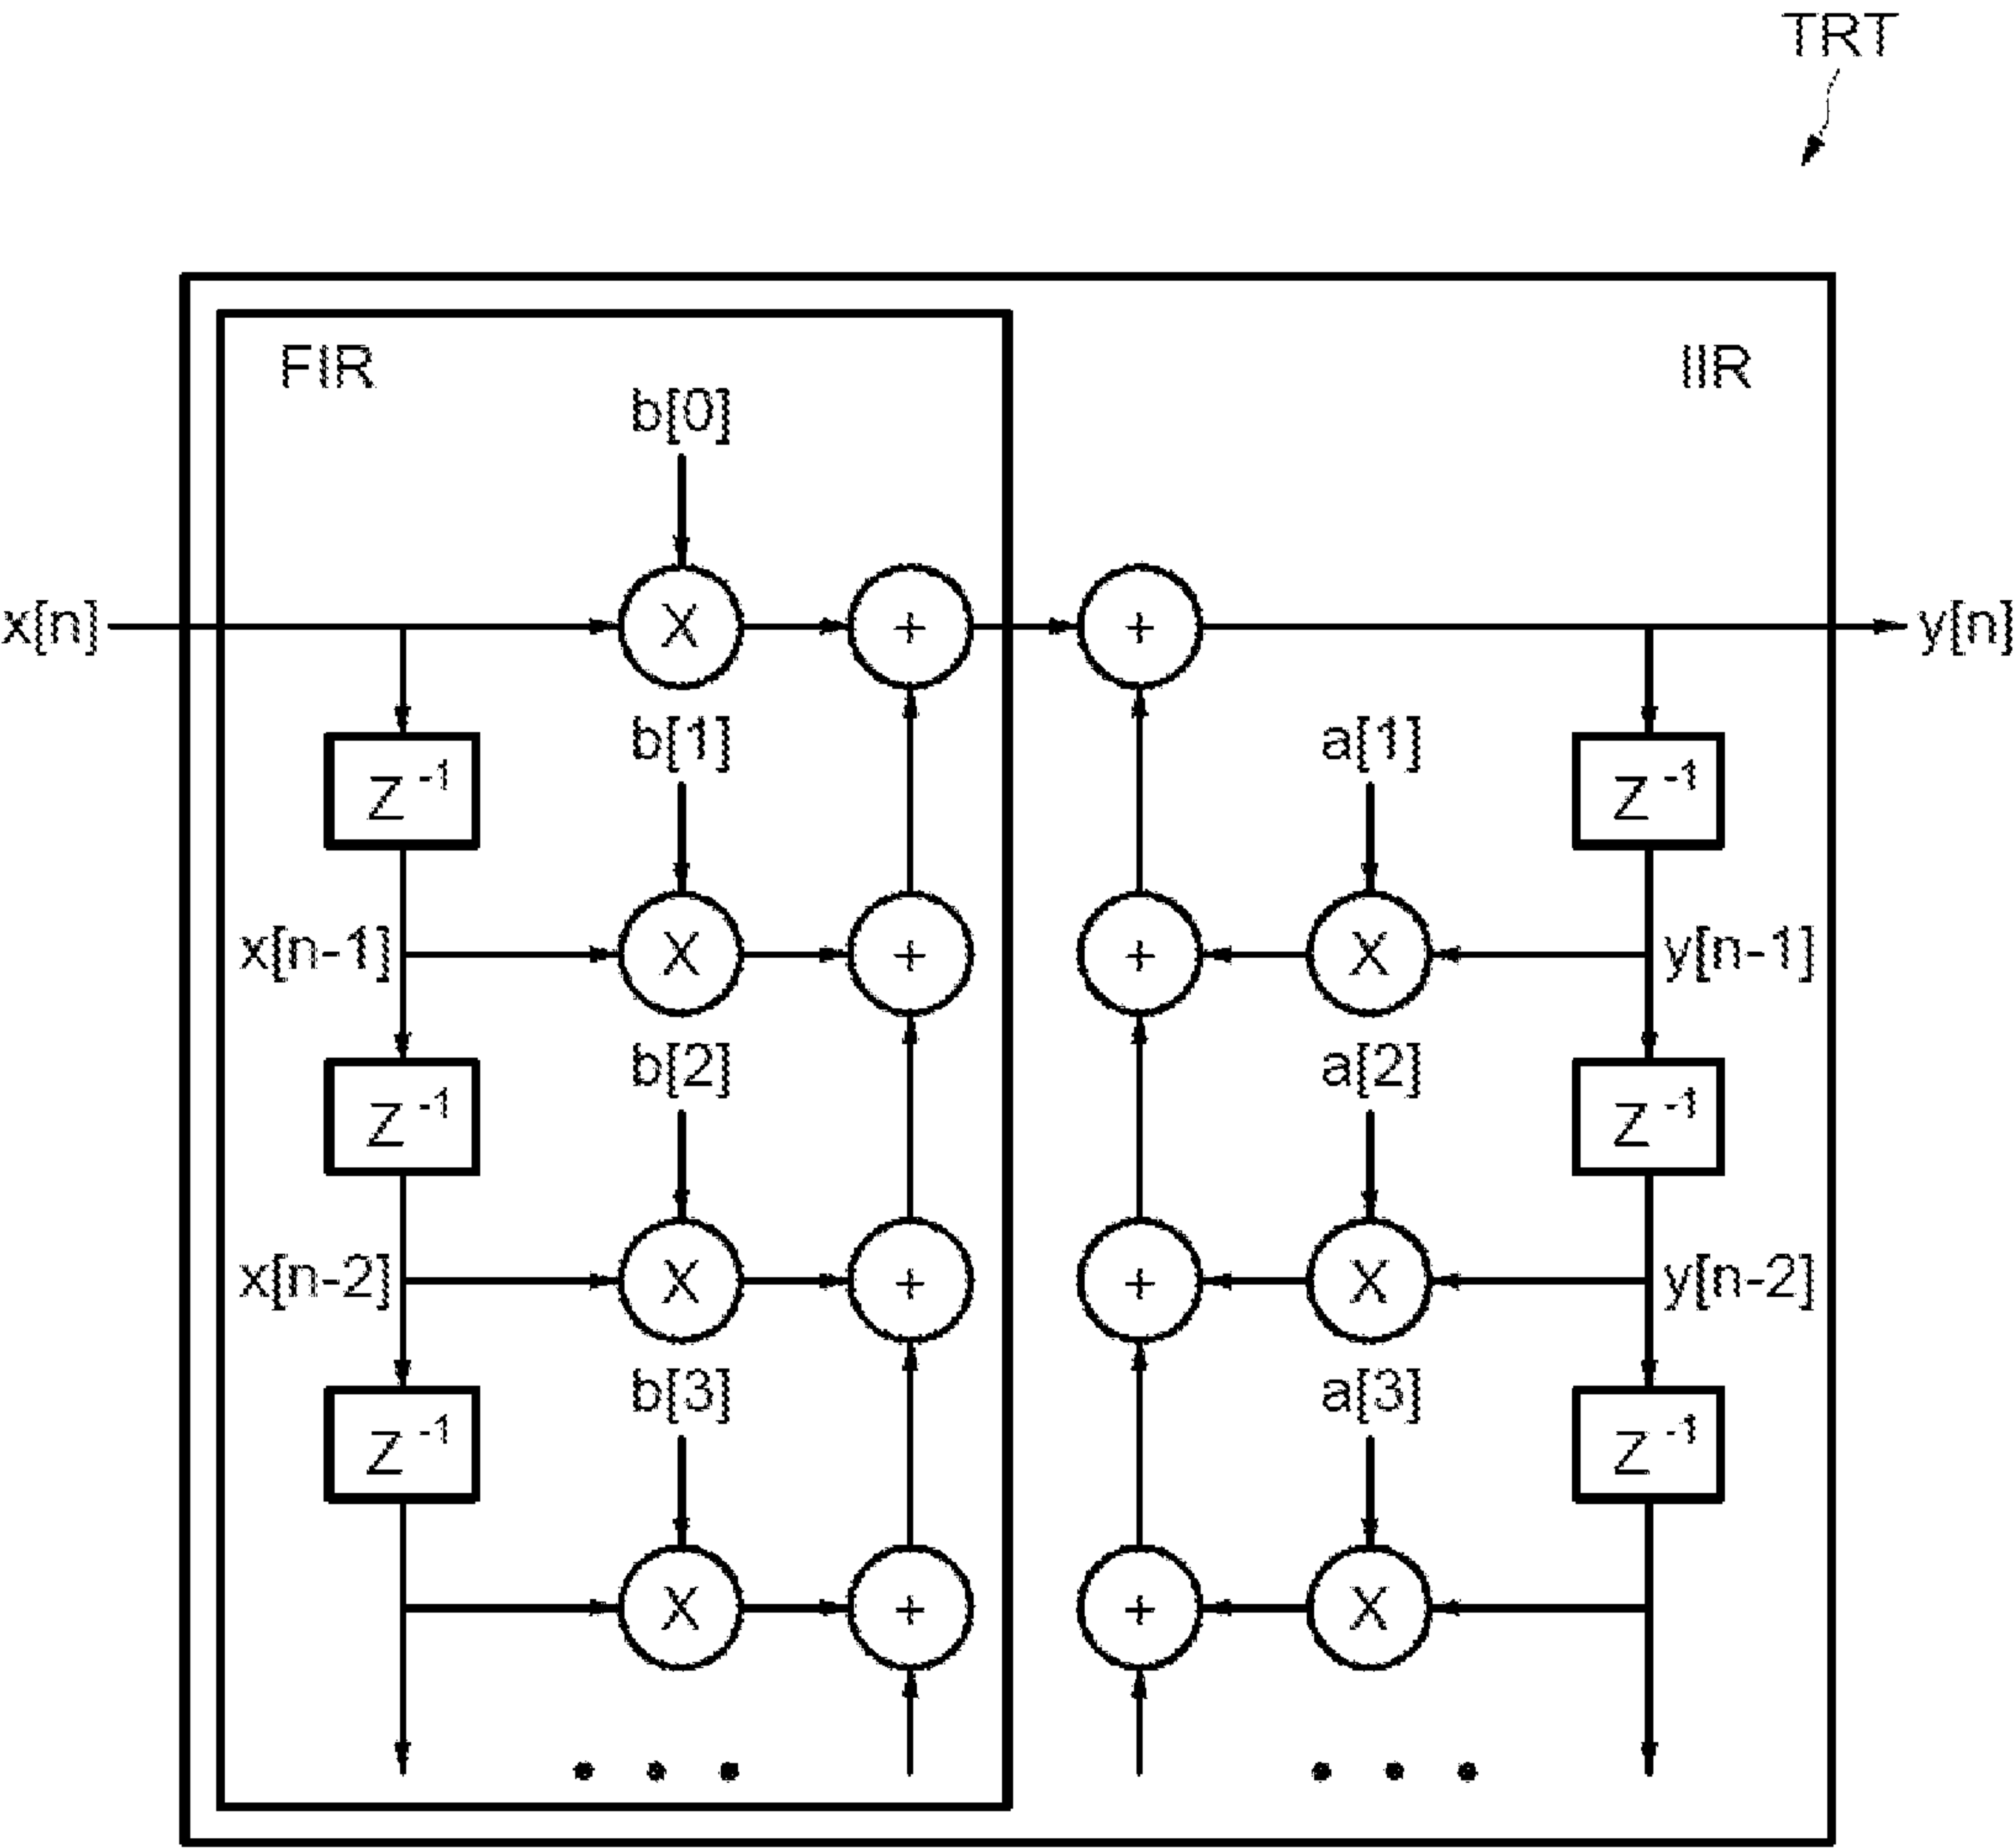 TRT
FIR
IIR
b[0]
x[n]
X
+
+
y[n]
b[1]
a[1]
Z -1
Z -1
x[n-1]
X
+
+
X
y[n-1]
b[2]
a[2]
Z -1
Z -1
x[n-2]
X
+
+
X
y[n-2]
b[3]
a[3]
Z -1
Z -1
X
+
+
X